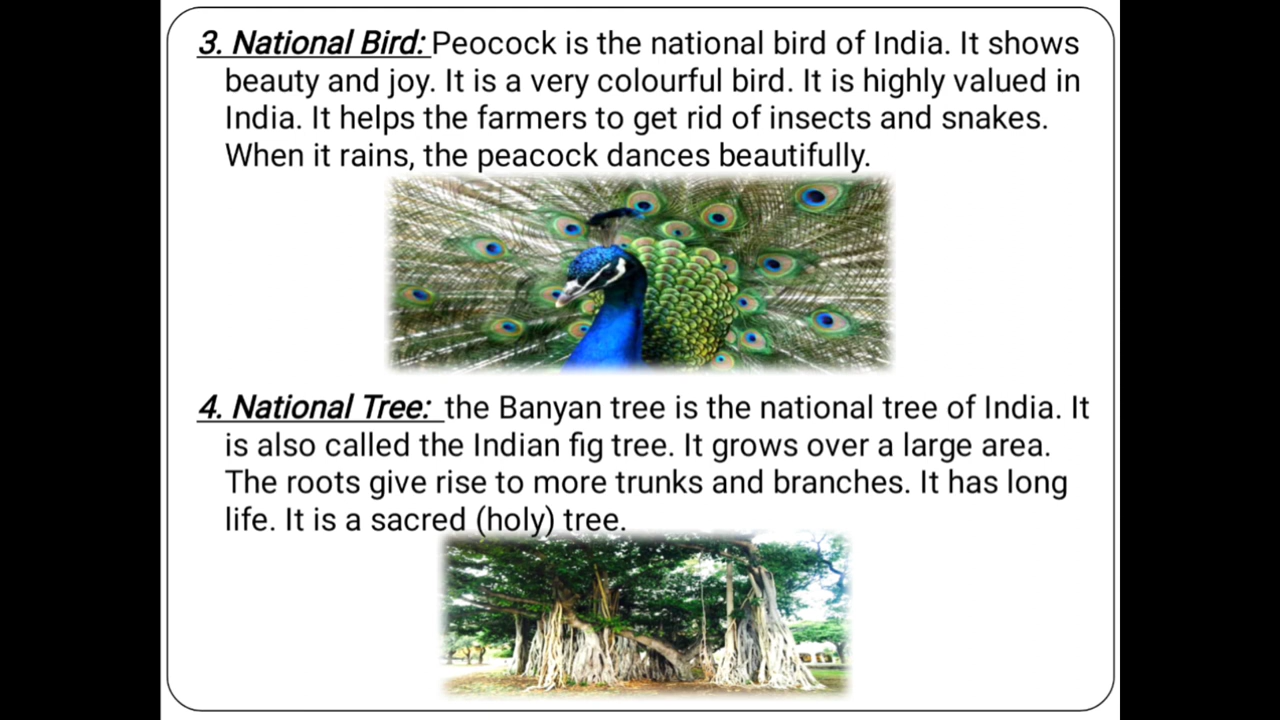 3. National Bird: Peocock is the national bird of India. It shows
beauty and joy. It is a very colourful bird. It is highly valued in
India. It helps the farmers to get rid of insects and snakes.
When it rains, the peacock dances beautifully.
4. National Tree: the Banyan tree is the national tree of India. It
is also called the Indian fig tree. It grows over a large area.
The roots give rise to more trunks and branches. It has long
life. It is a sacred (holy) tree.